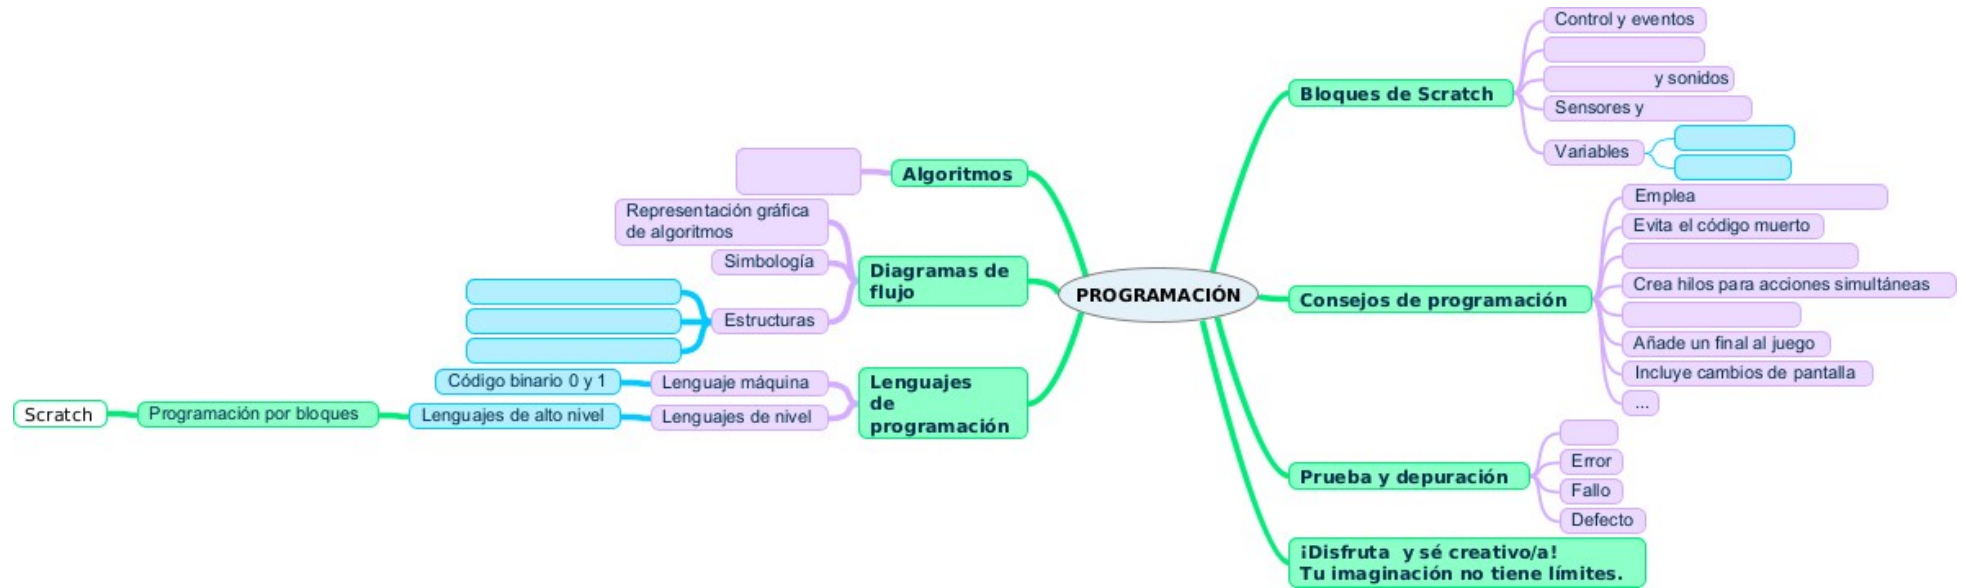 PROGRAMACIÓN
Bloques de Scratch
Control y eventos
y sonidos
Sensores y
Variables
Consejos de programación
Emplea
Evita el código muerto
Crea hilos para acciones simultáneas
Añade un final al juego
Incluye cambios de pantalla
...
Prueba y depuración
Error
Fallo
Defecto
¡Disfruta y sé creativo/a!
Tu imaginación no tiene límites.
Algoritmos
Diagramas de
flujo
Representación gráfica
de algoritmos
Simbología
Estructuras
Lenguajes
de
programación
Lenguaje máquina
Código binario 0 y 1
Lenguajes de nivel
Lenguajes de alto nivel
Programación por bloques
Scratch